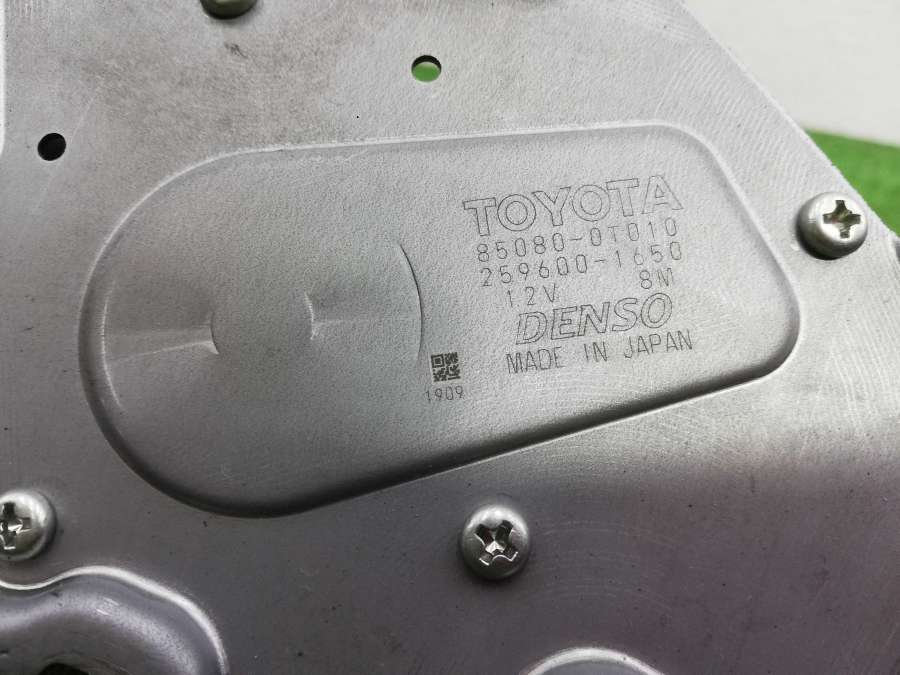 TOYOTA
85080-0T010
259600-1650
12V 8M
DENSO
MADE IN JAPAN
1909